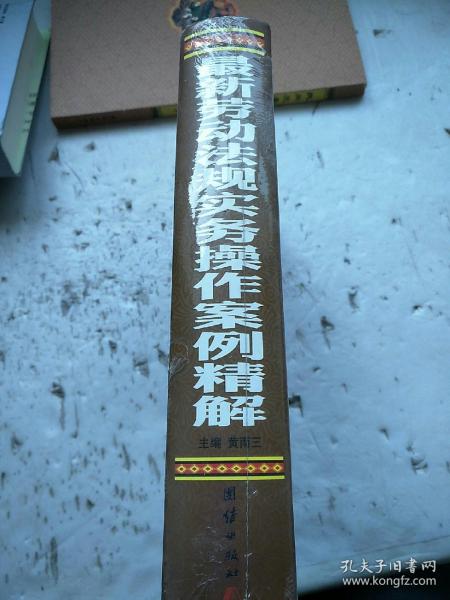 最新劳动法规实务操作案例精解
主编 黄南三
团结出版社
孔夫子旧书网
www.kongfz.com